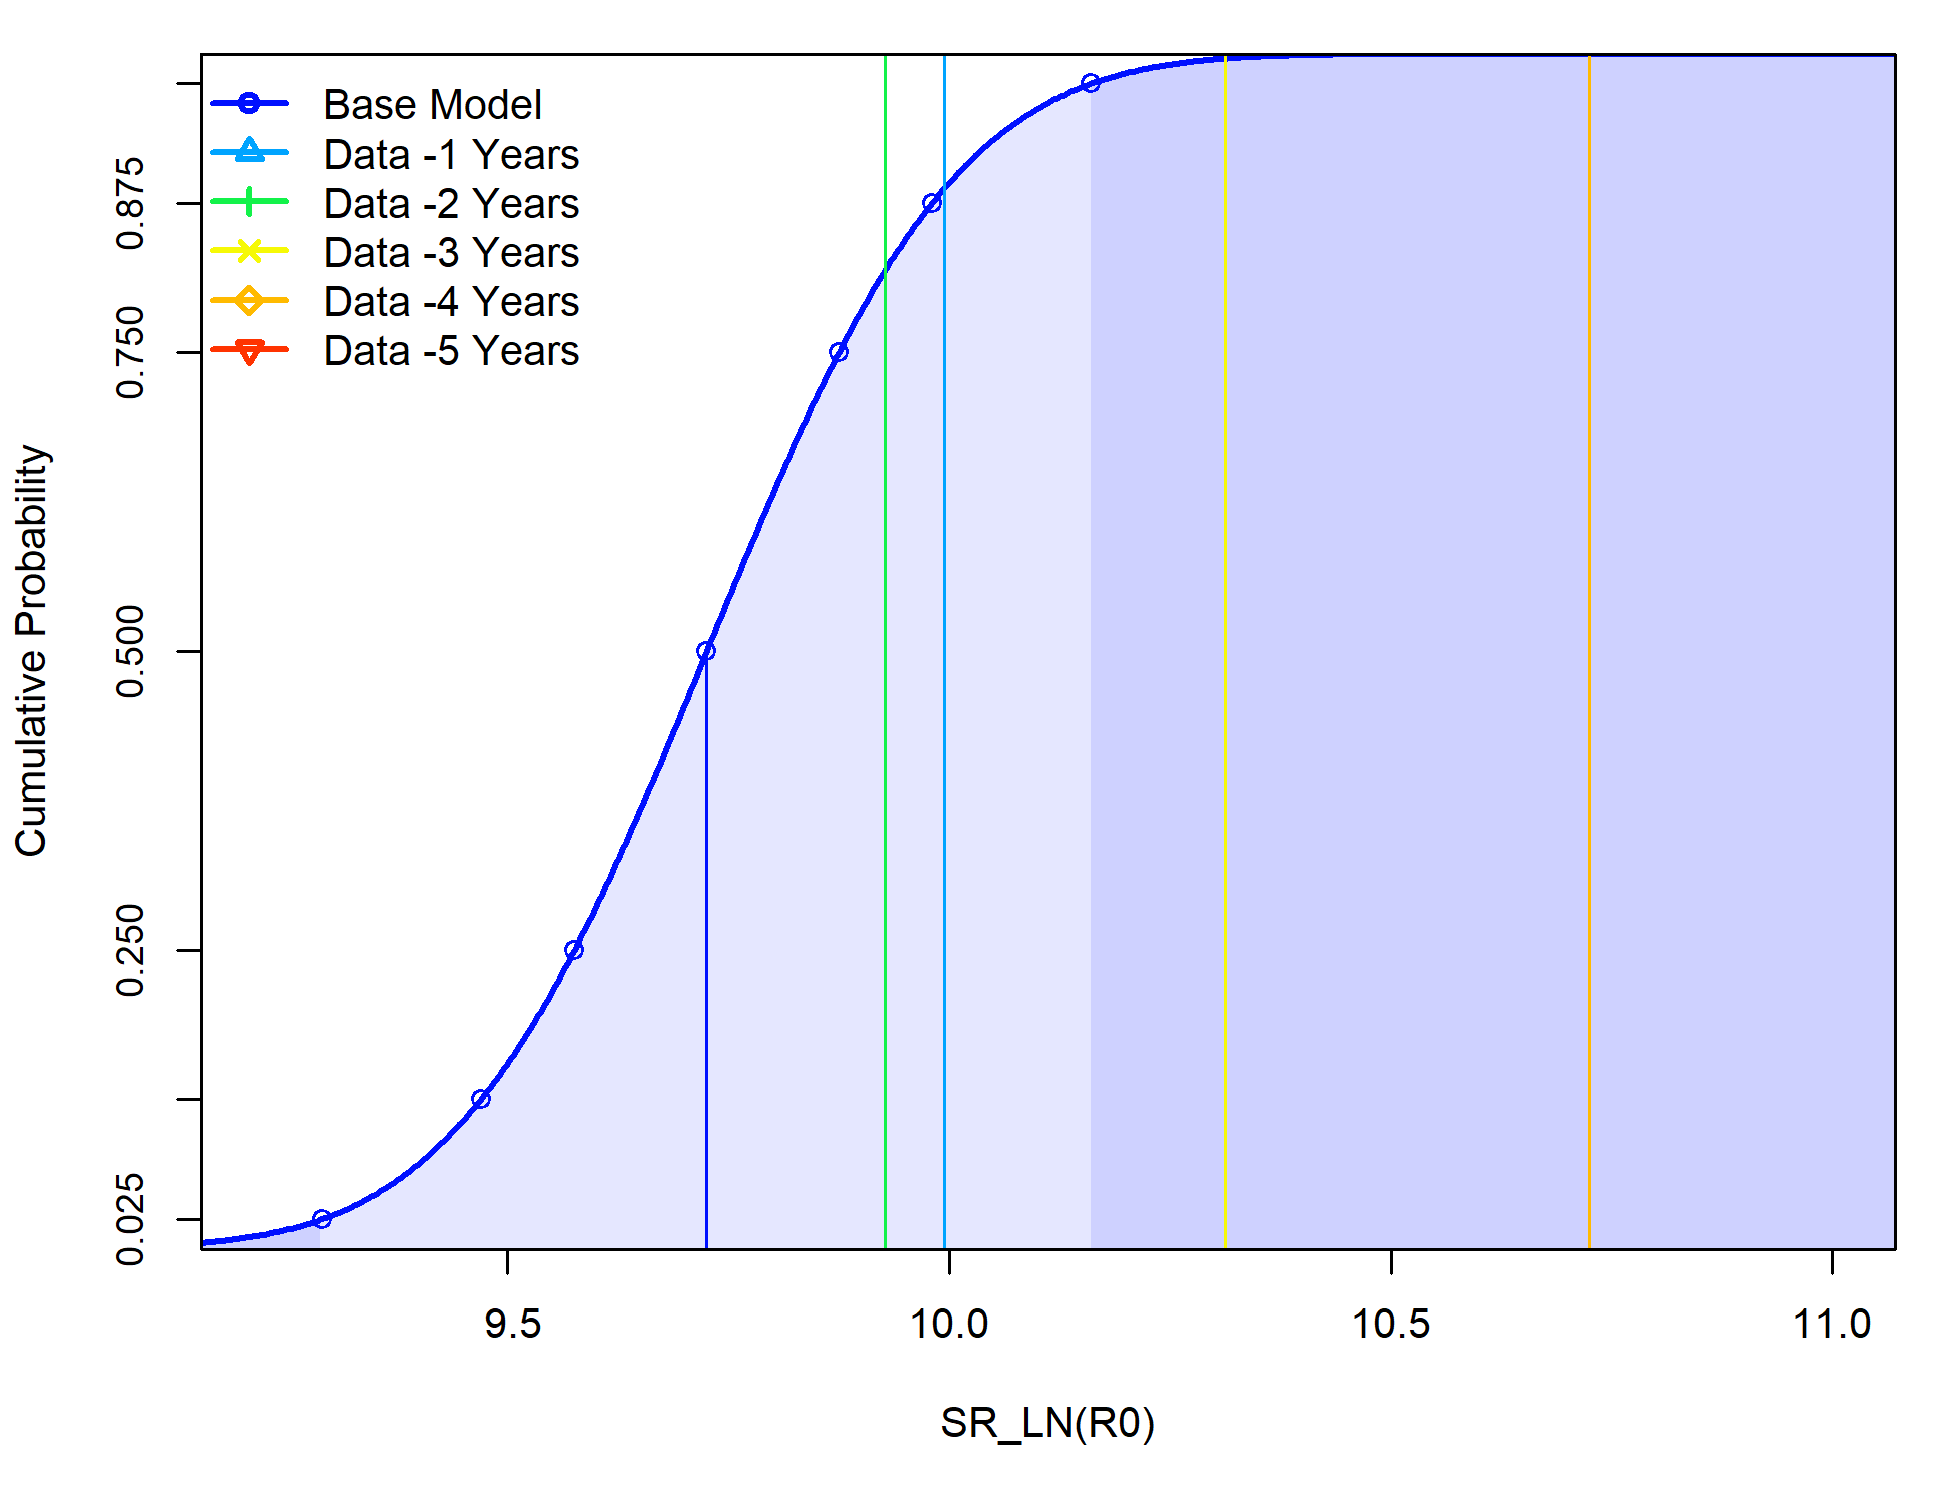 Base Model
Data -1 Years
Data -2 Years
Data -3 Years
Data -4 Years
Data -5 Years
Cumulative Probability
0.875
0.750
0.500
0.250
0.025
9.5
10.0
10.5
11.0
SR_LN(R0)